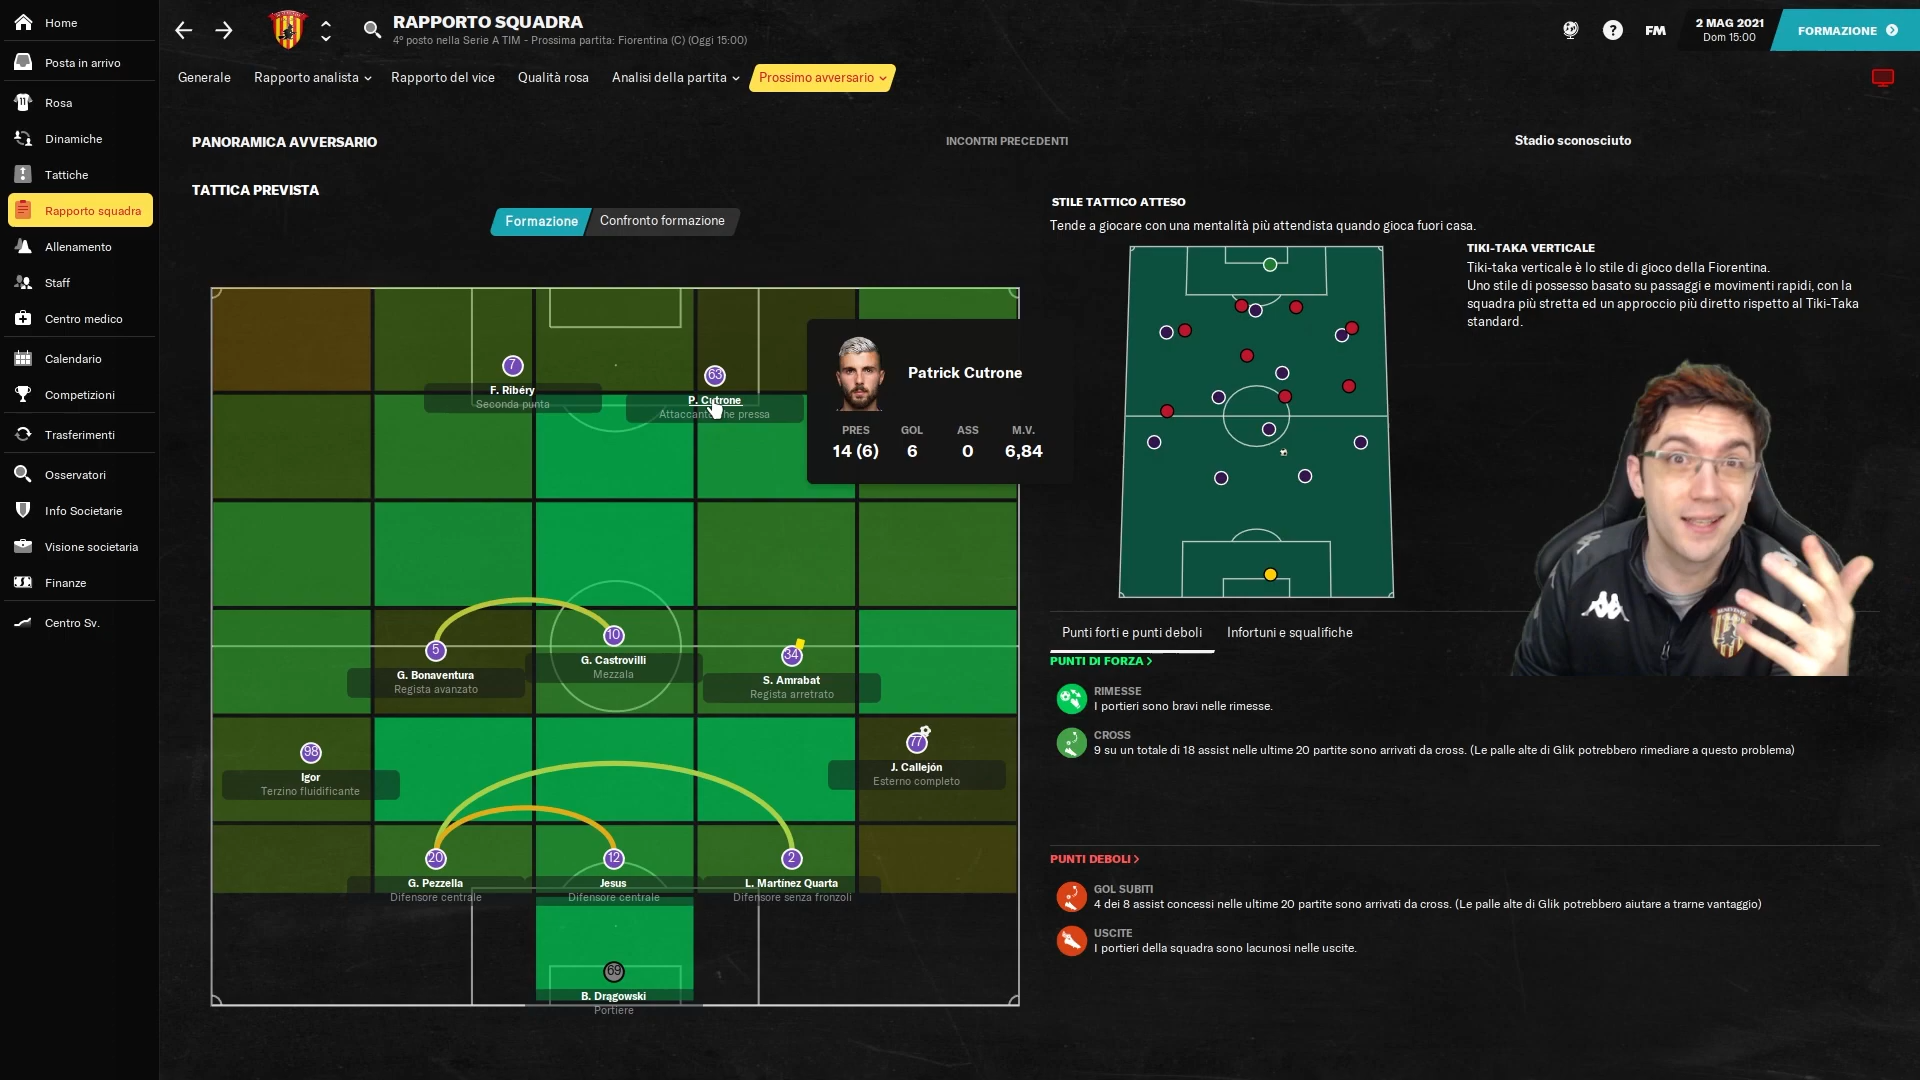 Home
Posta in arrivo
Rosa
Dinamiche
Tattiche
Rapporto squadra
Allenamento
Staff
Centro medico
Calendario
Competizioni
Trasferimenti
Osservatori
Info Societarie
Visione societaria
Finanze
Centro Sv.
RAPPORTO SQUADRA
4° posto nella Serie A TIM - Prossima partita: Fiorentina (C) (Oggi 15:00)
FM
2 MAG 2021
Dom 15:00
FORMAZIONE
Generale
Rapporto analista
Rapporto del vice
Qualità rosa
Analisi della partita
Prossimo avversario
PANORAMICA AVVERSARIO
INCONTRI PRECEDENTI
Stadio sconosciuto
TATTICA PREVISTA
Formazione
Confronto formazione
7
F. Ribéry
Seconda punta
63
P. Cutrone
Patrick Cutrone
PRES GOL ASS M.V.
14 (6) 6 0 6,84
5
G. Bonaventura
Regista avanzato
10
G. Castrovilli
Mezzala
34
S. Amrabat
Regista arretrato
98
Igor
Terzino fluidificante
77
J. Callejón
Esterno completo
20
G. Pezzella
Difensore centrale
12
Jesus
Difensore centrale
2
L. Martínez Quarta
Difensore senza fronzoli
69
B. Drągowski
Portiere
STILE TATTICO ATTESO
Tende a giocare con una mentalità più attendista quando gioca fuori casa.
TIKI-TAKA VERTICALE
Tiki-taka verticale è lo stile di gioco della Fiorentina.
Uno stile di possesso basato su passaggi e movimenti rapidi, con la
squadra più stretta ed un approccio più diretto rispetto al Tiki-Taka
standard.
Punti forti e punti deboli
Infortuni e squalifiche
PUNTI DI FORZA
RIMESSE
I portieri sono bravi nelle rimesse.
CROSS
9 su un totale di 18 assist nelle ultime 20 partite sono arrivati da cross. (Le palle alte di Glik potrebbero rimediare a questo problema)
PUNTI DEBOLI
GOL SUBITI
4 dei 8 assist concessi nelle ultime 20 partite sono arrivati da cross. (Le palle alte di Glik potrebbero aiutare a trarne vantaggio)
USCITE
I portieri della squadra sono lacunosi nelle uscite.